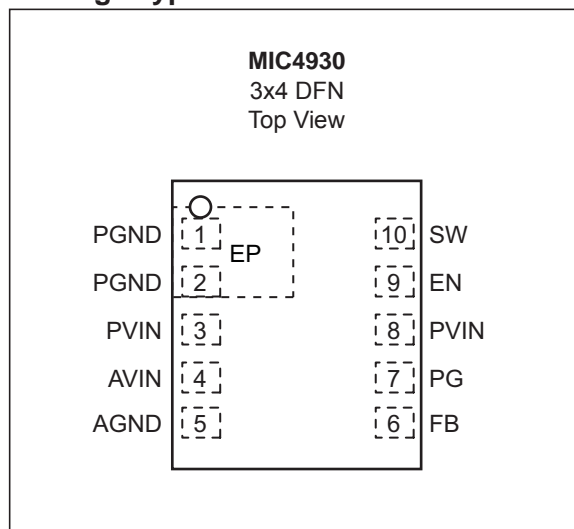 MIC4930
3x4 DFN
Top View
PGND 1 EP 10 SW
PGND 2 9 EN
PVIN 3 8 PVIN
AVIN 4 7 PG
AGND 5 6 FB